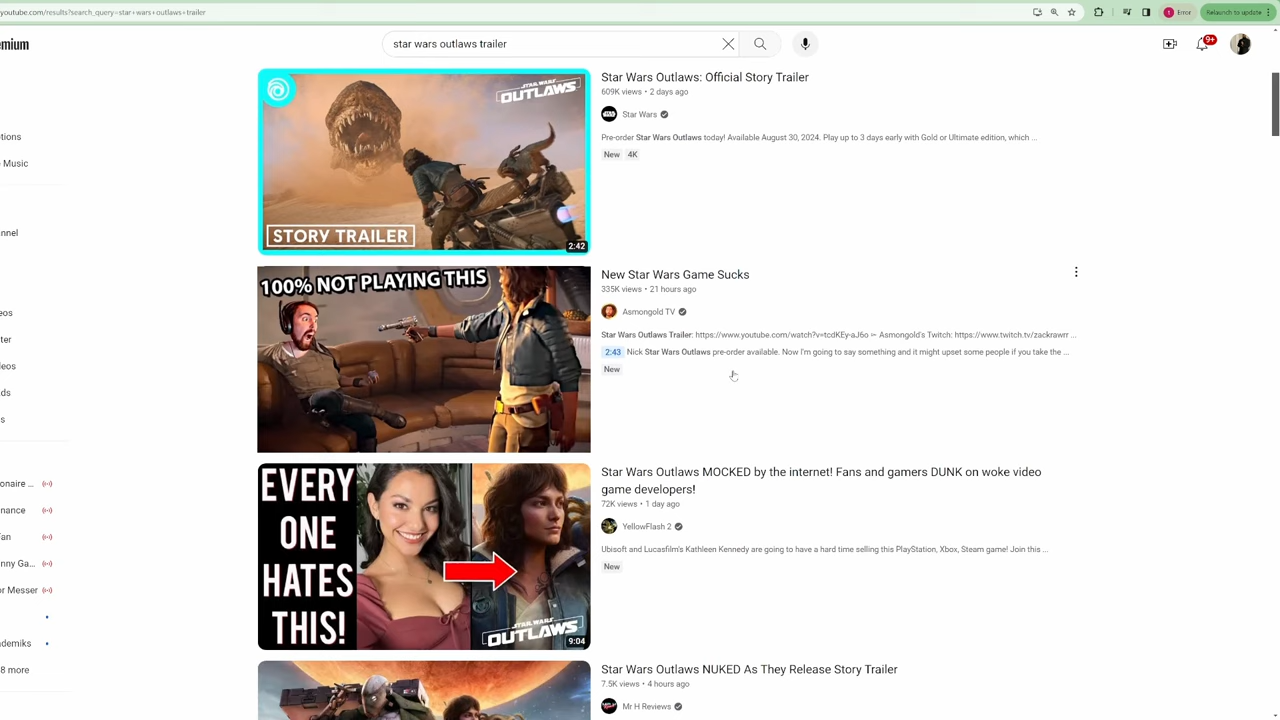 youtube.com/results?search_query=star+wars+outlaws+trailer
Error
Relaunch to update
emium
star wars outlaws trailer
9+
tions
Music
nnel
eos
ter
leos
ds
s
onaire ...
nance
Fan
nny Ga...
or Messer
ademiks
8 more
STAR WARS
OUTLAWS
STORY TRAILER
2:42
Star Wars Outlaws: Official Story Trailer
609K views • 2 days ago
Star Wars
Pre-order Star Wars Outlaws today! Available August 30, 2024. Play up to 3 days early with Gold or Ultimate edition, which ...
New 4K
100% NOT PLAYING THIS
New Star Wars Game Sucks
335K views • 21 hours ago
Asmongold TV
Star Wars Outlaws Trailer: https://www.youtube.com/watch?v=tcdKEy-aJ6o ► Asmongold's Twitch: https://www.twitch.tv/zackrawrr ...
2:43 Nick Star Wars Outlaws pre-order available. Now I'm going to say something and it might upset some people if you take the ...
New
EVERY
ONE
HATES
THIS!
STAR WARS
OUTLAWS
9:04
Star Wars Outlaws MOCKED by the internet! Fans and gamers DUNK on woke video
game developers!
72K views • 1 day ago
YellowFlash 2
Ubisoft and Lucasfilm's Kathleen Kennedy are going to have a hard time selling this PlayStation, Xbox, Steam game! Join this ...
New
Star Wars Outlaws NUKED As They Release Story Trailer
7.5K views • 4 hours ago
Mr H Reviews